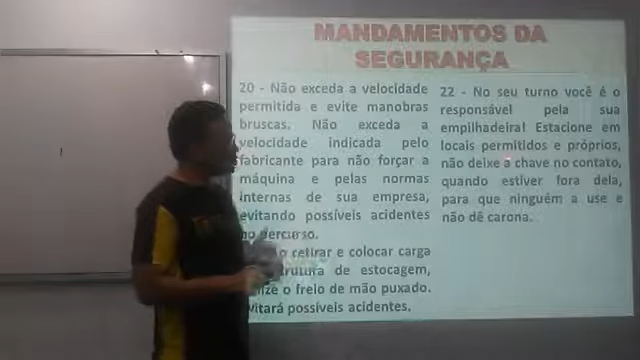 MANDAMENTOS DA
SEGURANÇA
20 - Não exceda a velocidade
permitida e evite manobras
bruscas. Não exceda a
velocidade indicada pelo
fabricante para não forçar a
máquina e pelas normas
internas de sua empresa,
evitando possíveis acidentes
no percurso.
retirar e colocar carga
de estocagem,
o freio de mão puxado.
possíveis acidentes.
22 - No seu turno você é o
responsável pela sua
empilhadeira! Estacione em
locais permitidos e próprios,
não deixe a chave no contato,
quando estiver fora dela,
para que ninguém a use e
não dê carona.